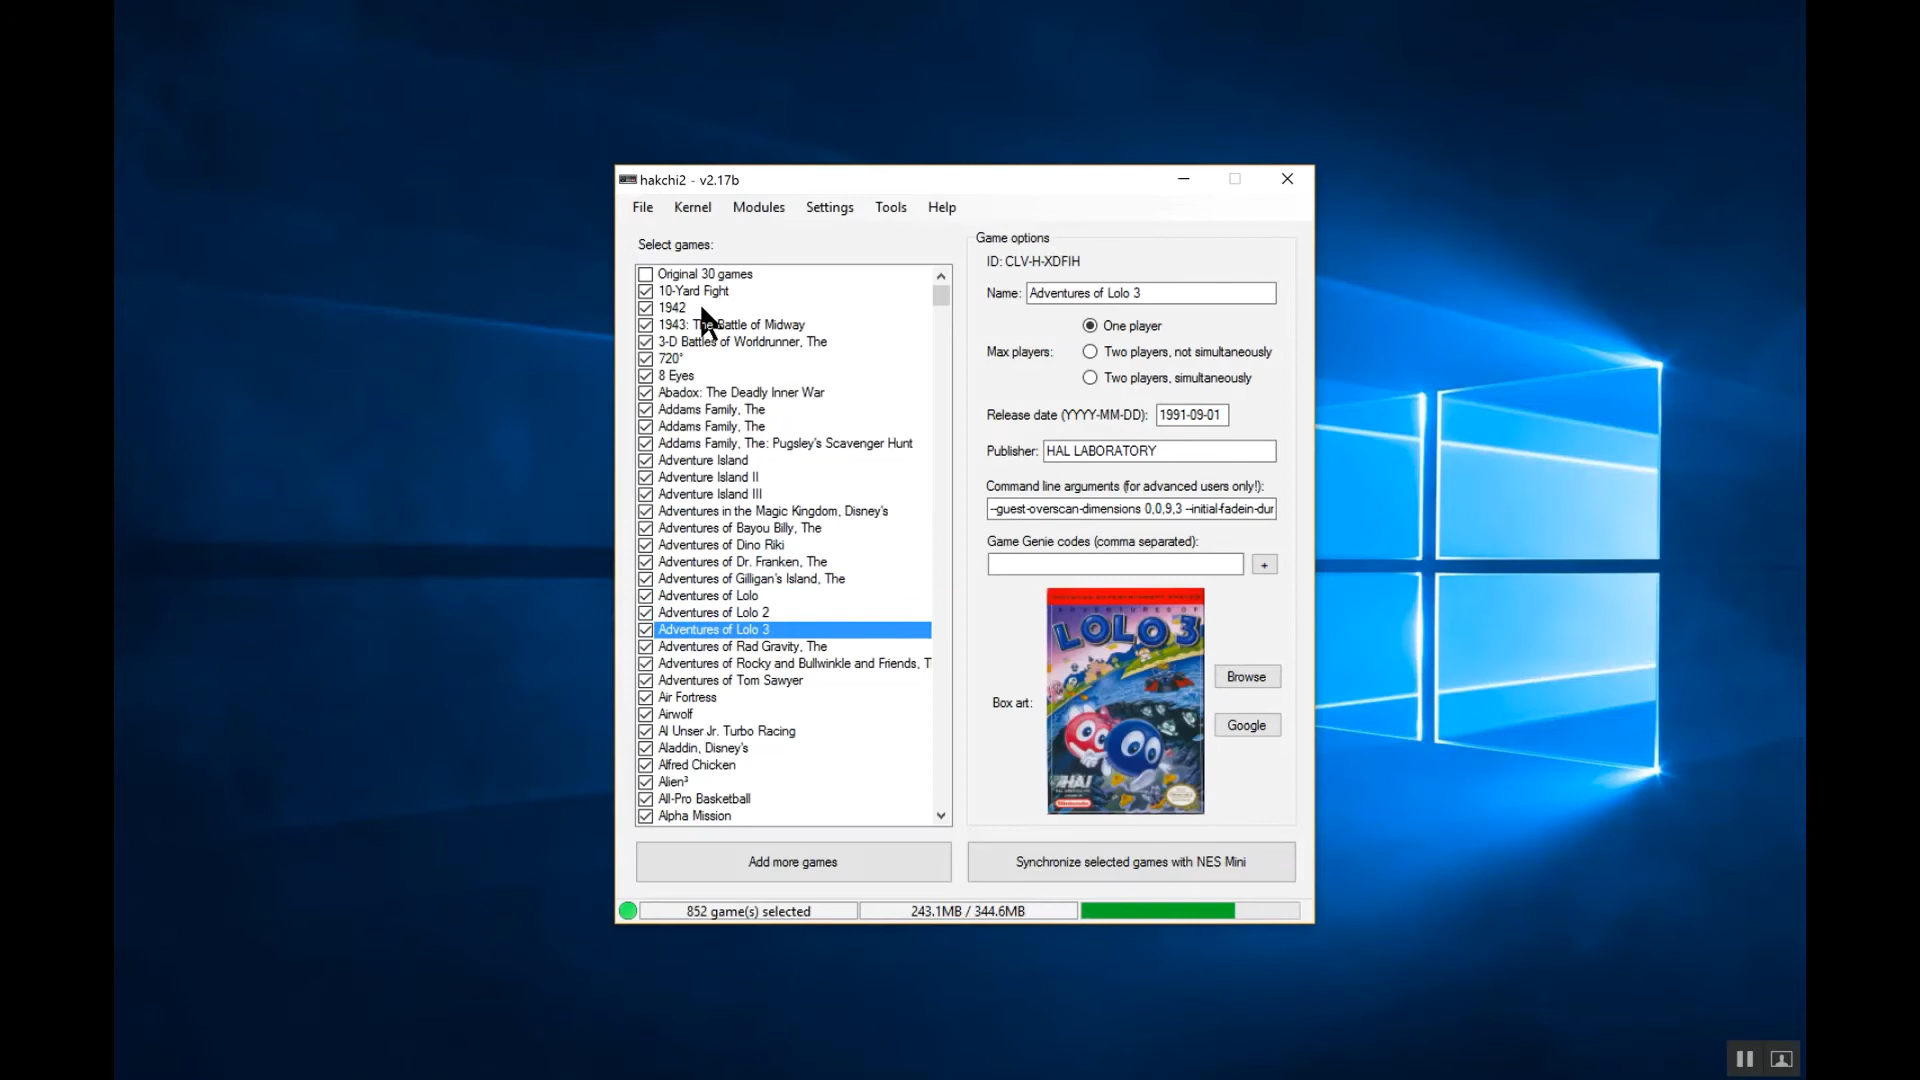 hakchi2 - v2.17b
File Kernel Modules Settings Tools Help
Select games:
Original 30 games
10-Yard Fight
1942
1943: The Battle of Midway
3-D Battles of Worldrunner, The
720°
8 Eyes
Abadox: The Deadly Inner War
Addams Family, The
Addams Family, The
Addams Family, The: Pugsley's Scavenger Hunt
Adventure Island
Adventure Island II
Adventure Island III
Adventures in the Magic Kingdom, Disney's
Adventures of Bayou Billy, The
Adventures of Dino Riki
Adventures of Dr. Franken, The
Adventures of Gilligan's Island, The
Adventures of Lolo
Adventures of Lolo 2
Adventures of Lolo 3
Adventures of Rad Gravity, The
Adventures of Rocky and Bullwinkle and Friends, T
Adventures of Tom Sawyer
Air Fortress
Airwolf
Al Unser Jr. Turbo Racing
Aladdin, Disney's
Alfred Chicken
Alien³
All-Pro Basketball
Alpha Mission
Add more games
Game options
ID: CLV-H-XDFIH
Name: Adventures of Lolo 3
Max players:
One player
Two players, not simultaneously
Two players, simultaneously
Release date (YYYY-MM-DD): 1991-09-01
Publisher: HAL LABORATORY
Command line arguments (for advanced users only!):
--guest-overscan-dimensions 0,0,9,3 --initial-fadein-dur
Game Genie codes (comma separated):
+
Box art:
ADVENTURES OF
LOLO 3
HAL
Nintendo
Browse
Google
Synchronize selected games with NES Mini
852 game(s) selected
243.1MB / 344.6MB